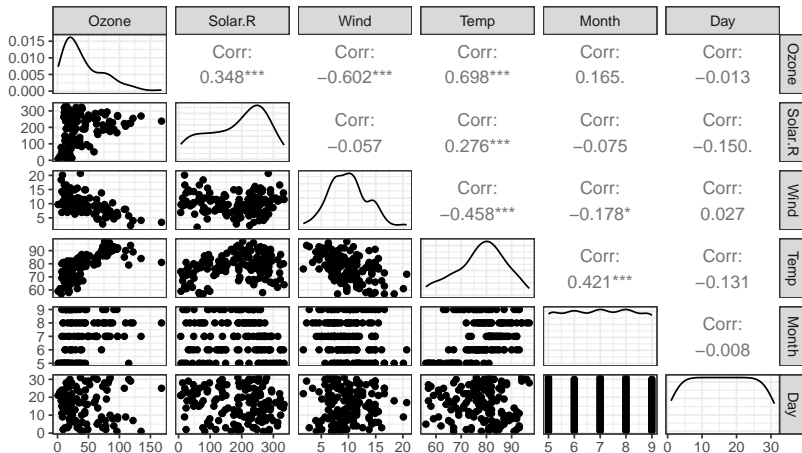 Ozone Solar.R Wind Temp Month Day
0.015
0.010
0.005
0.000
Corr: Corr: Corr: Corr: Corr:
0.348*** −0.602*** 0.698*** 0.165. −0.013
Ozone
300
200
100
0
Corr: Corr: Corr: Corr:
−0.057 0.276*** −0.075 −0.150.
Solar.R
20
15
10
5
Corr: Corr: Corr:
−0.458*** −0.178* 0.027
Wind
90
80
70
60
Corr: Corr:
0.421*** −0.131
Temp
9
8
7
6
5
Corr:
−0.008
Month
30
20
10
0
Day
0 50 100 150 0 100 200 300 5 10 15 20 60 70 80 90 5 6 7 8 9 0 10 20 30